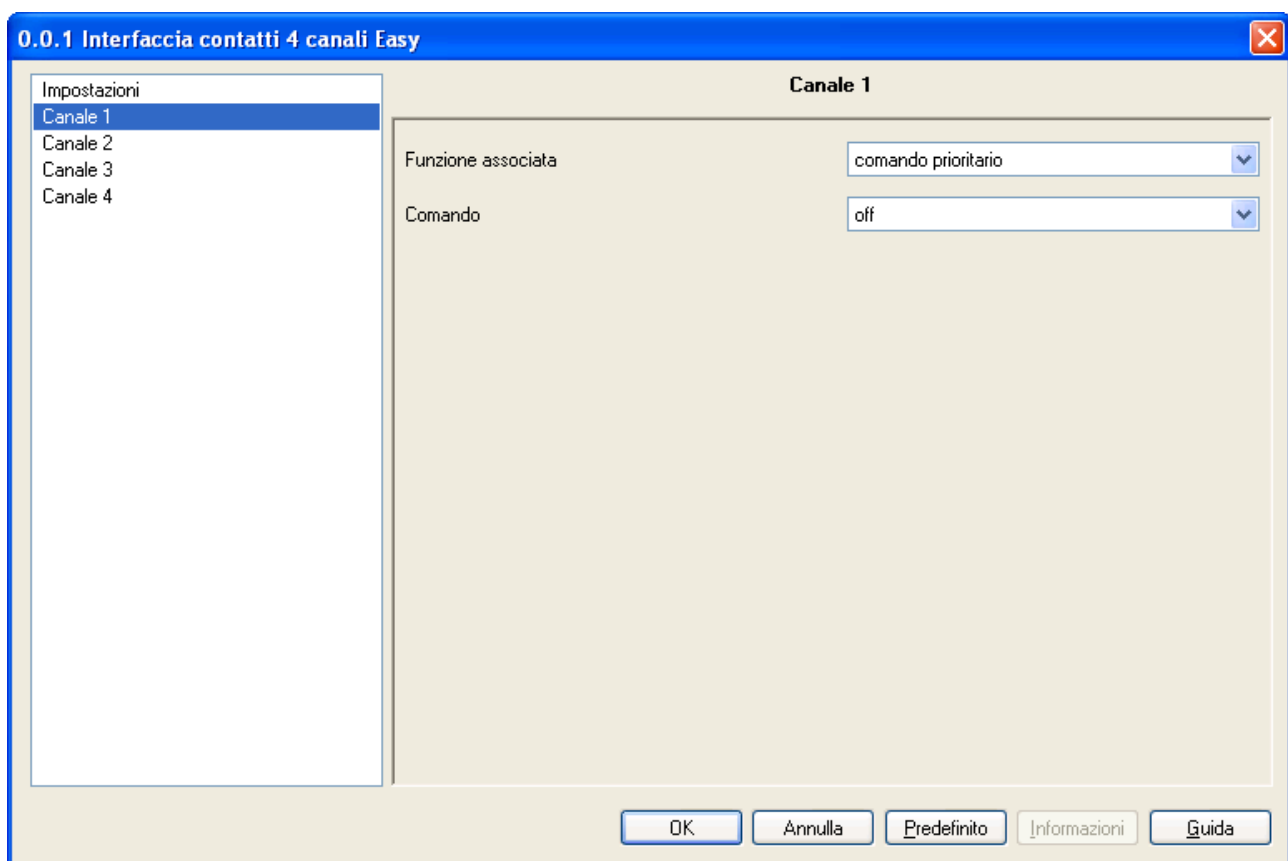 0.0.1 Interfaccia contatti 4 canali Easy
Impostazioni
Canale 1
Canale 2
Canale 3
Canale 4
Canale 1
Funzione associata
comando prioritario
Comando
off
OK
Annulla
Predefinito
Informazioni
Guida